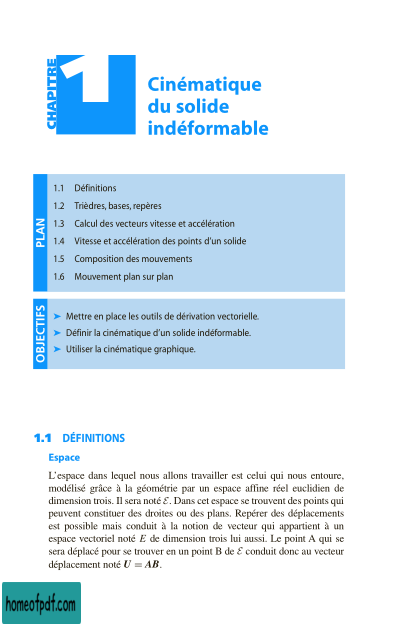 CHAPITRE 1
Cinématique
du solide
indéformable
PLAN
1.1 Définitions
1.2 Trièdres, bases, repères
1.3 Calcul des vecteurs vitesse et accélération
1.4 Vitesse et accélération des points d'un solide
1.5 Composition des mouvements
1.6 Mouvement plan sur plan
OBJECTIFS
➤ Mettre en place les outils de dérivation vectorielle.
➤ Définir la cinématique d'un solide indéformable.
➤ Utiliser la cinématique graphique.
1.1 DÉFINITIONS
Espace
L'espace dans lequel nous allons travailler est celui qui nous entoure,
modélisé grâce à la géométrie par un espace affine réel euclidien de
dimension trois. Il sera noté ℰ. Dans cet espace se trouvent des points qui
peuvent constituer des droites ou des plans. Repérer des déplacements
est possible mais conduit à la notion de vecteur qui appartient à un
espace vectoriel noté E de dimension trois lui aussi. Le point A qui se
sera déplacé pour se trouver en un point B de ℰ conduit donc au vecteur
déplacement noté U = AB.
homeofpdf.com